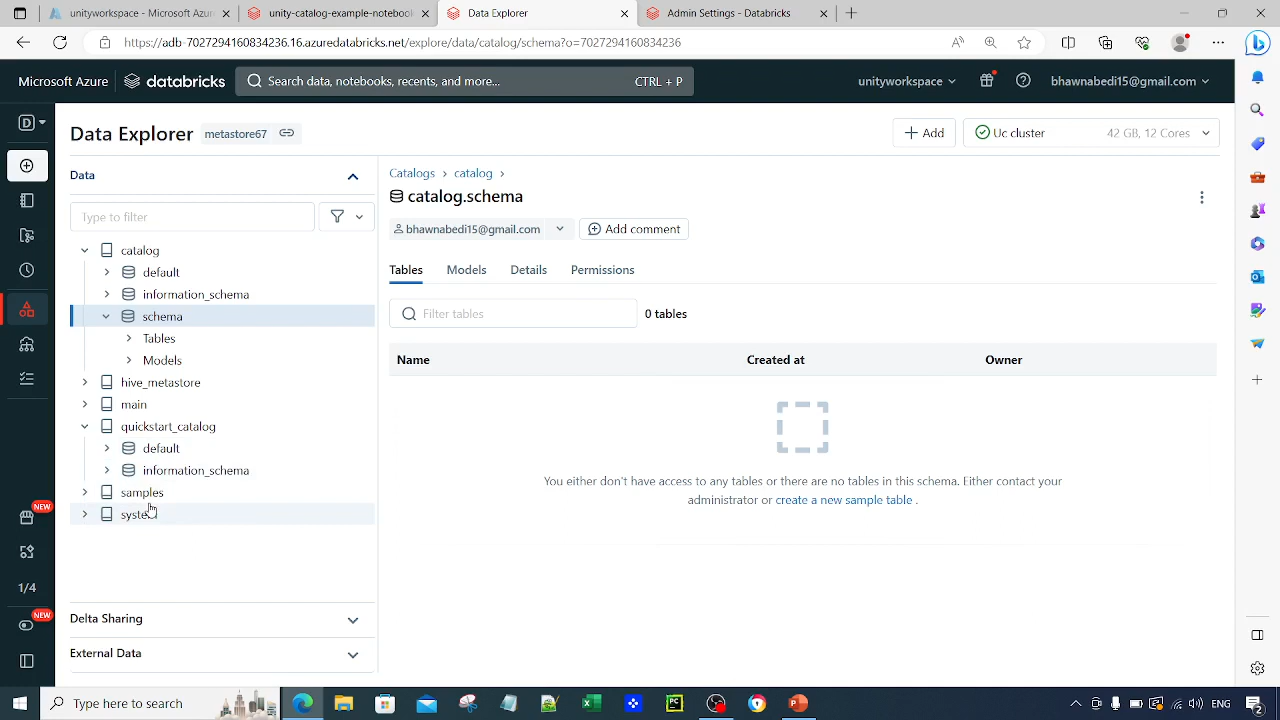 workspace - Microsoft Azu
unity-catalog-example-notebook
Data Explorer
Admin Settings - Databricks
https://adb-7027294160834236.16.azuredatabricks.net/explore/data/catalog/schema?o=7027294160834236
Microsoft Azure
databricks
Search data, notebooks, recents, and more...
CTRL + P
unityworkspace
bhawnabedi15@gmail.com
D
Data Explorer
metastore67
Add
Uc cluster
42 GB, 12 Cores
Data
Type to filter
catalog
default
information_schema
schema
Tables
Models
hive_metastore
main
quickstart_catalog
default
information_schema
samples
Delta Sharing
External Data
NEW
1/4
NEW
Catalogs › catalog ›
catalog.schema
bhawnabedi15@gmail.com
Add comment
Tables
Models
Details
Permissions
Filter tables
0 tables
Name
Created at
Owner
You either don't have access to any tables or there are no tables in this schema. Either contact your
administrator or create a new sample table .
Type here to search
ENG
2